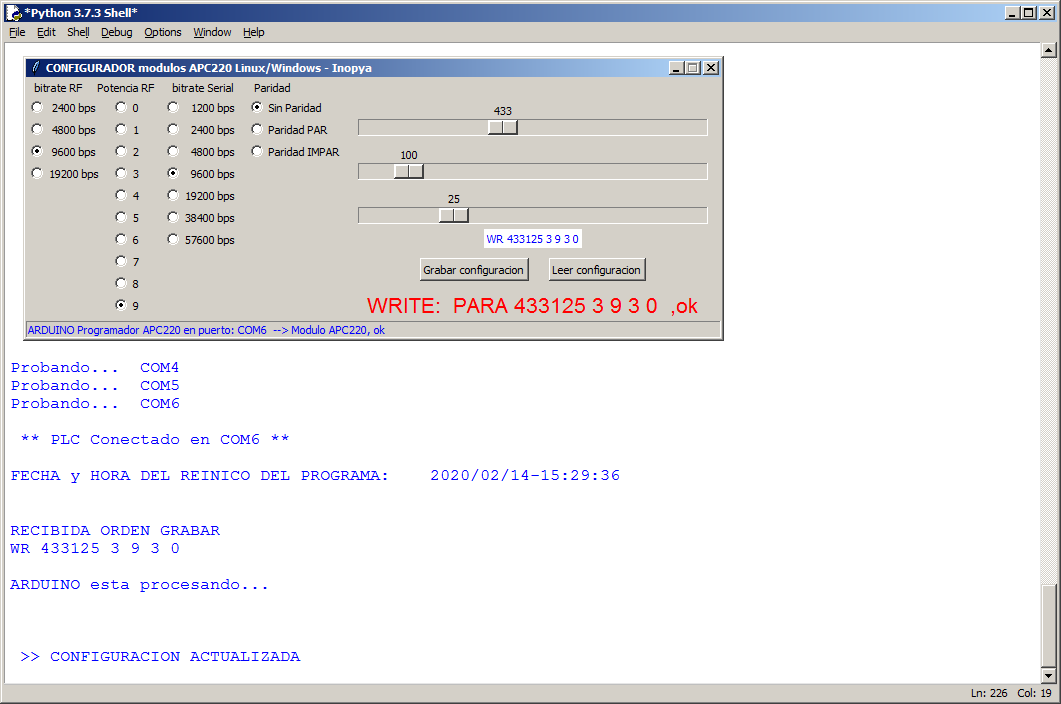 *Python 3.7.3 Shell*
File Edit Shell Debug Options Window Help
CONFIGURADOR modulos APC220 Linux/Windows - Inopya
bitrate RF Potencia RF bitrate Serial Paridad
2400 bps 0 1200 bps Sin Paridad
433
4800 bps 1 2400 bps Paridad PAR
9600 bps 2 4800 bps Paridad IMPAR
100
19200 bps 3 9600 bps
4 19200 bps
25
5 38400 bps
6 57600 bps
WR 433125 3 9 3 0
7
Grabar configuracion Leer configuracion
8
9
WRITE: PARA 433125 3 9 3 0 ,ok
ARDUINO Programador APC220 en puerto: COM6 --> Modulo APC220, ok
Probando... COM4
Probando... COM5
Probando... COM6
** PLC Conectado en COM6 **
FECHA y HORA DEL REINICO DEL PROGRAMA: 2020/02/14-15:29:36
RECIBIDA ORDEN GRABAR
WR 433125 3 9 3 0
ARDUINO esta procesando...
>> CONFIGURACION ACTUALIZADA
Ln: 226 Col: 19